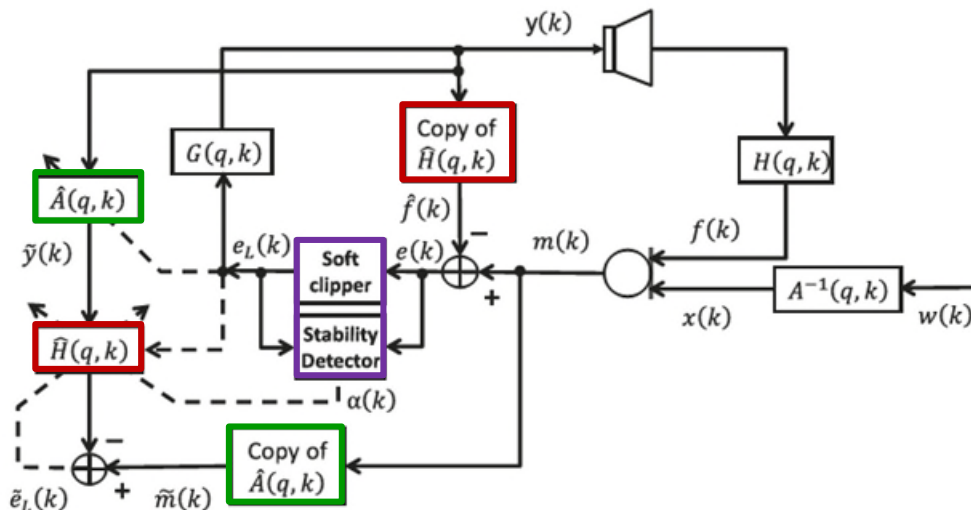 y(k)
Copy of
Ĥ(q, k)
G(q, k)
H(q, k)
Â(q, k)
f̂(k)
f(k)
ỹ(k)
e_L(k)
Soft
clipper
e(k)
−
+
m(k)
A⁻¹(q, k)
x(k)
w(k)
Stability
Detector
Ĥ(q, k)
α(k)
−
+
Copy of
Â(q, k)
ẽ_L(k)
m̃(k)